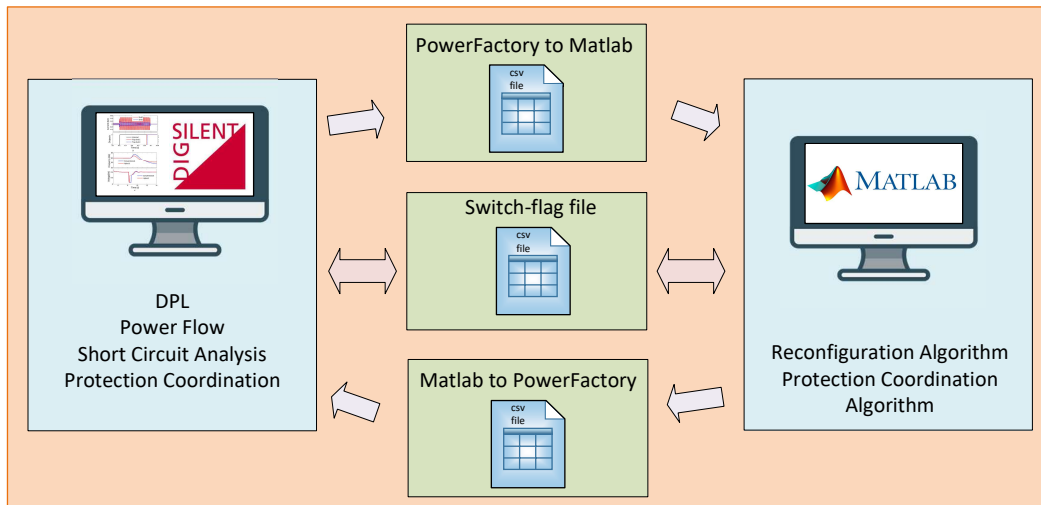 PowerFactory to Matlab
csv
file
DIG
SILENT
DPL
Power Flow
Short Circuit Analysis
Protection Coordination
Switch-flag file
csv
file
Matlab to PowerFactory
csv
file
MATLAB
Reconfiguration Algorithm
Protection Coordination
Algorithm